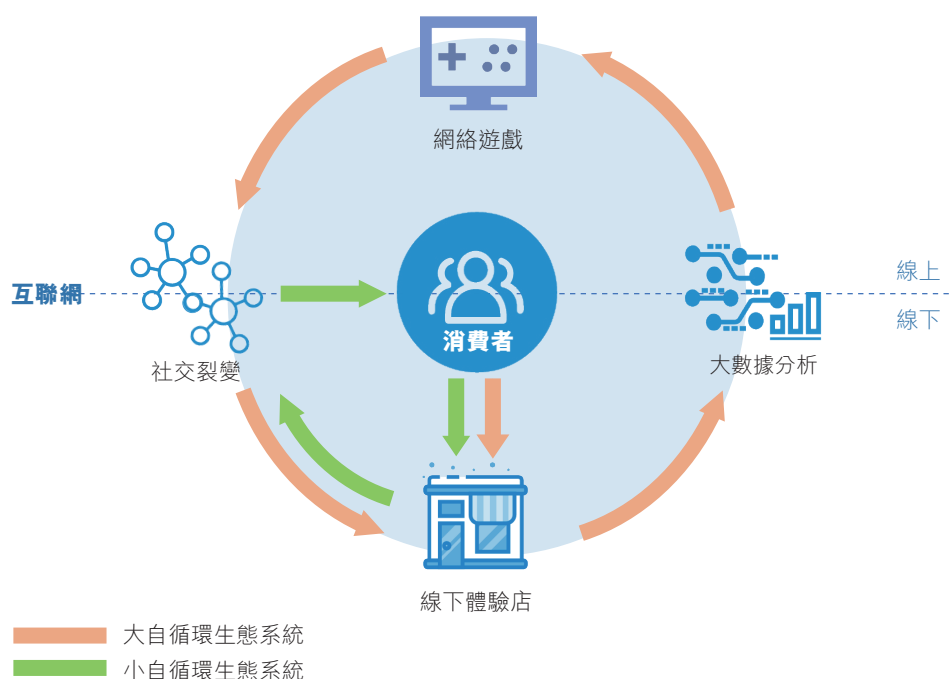 網絡遊戲
互聯網
消費者
線上
線下
社交裂變
大數據分析
線下體驗店
大自循環生態系統
小自循環生態系統